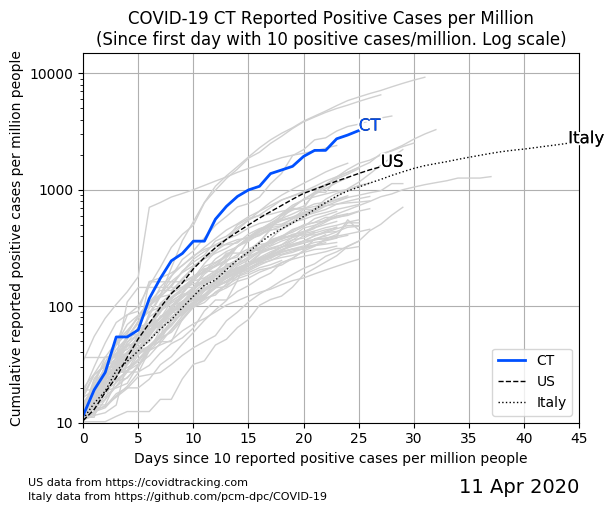 COVID-19 CT Reported Positive Cases per Million
(Since first day with 10 positive cases/million. Log scale)
Cumulative reported positive cases per million people
10000
1000
100
10
CT
US
Italy
CT
US
Italy
0 5 10 15 20 25 30 35 40 45
Days since 10 reported positive cases per million people
US data from https://covidtracking.com
Italy data from https://github.com/pcm-dpc/COVID-19
11 Apr 2020